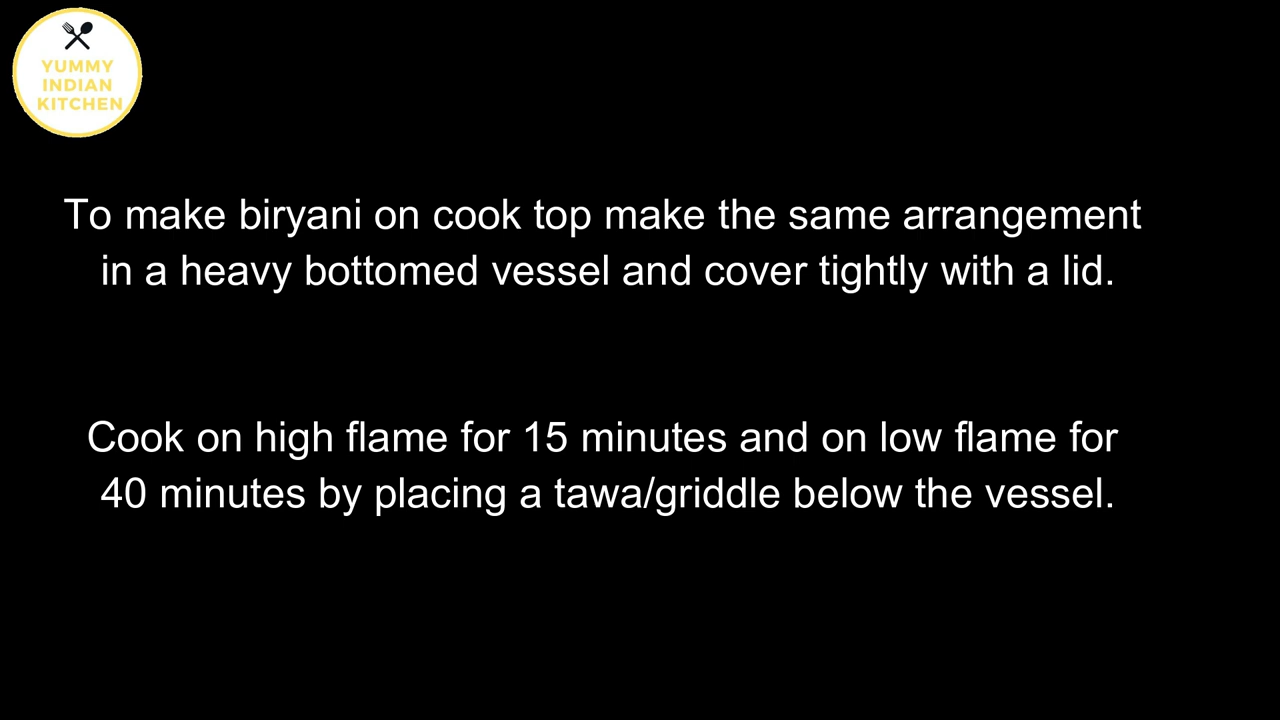 YUMMY
INDIAN
KITCHEN
To make biryani on cook top make the same arrangement
in a heavy bottomed vessel and cover tightly with a lid.
Cook on high flame for 15 minutes and on low flame for
40 minutes by placing a tawa/griddle below the vessel.